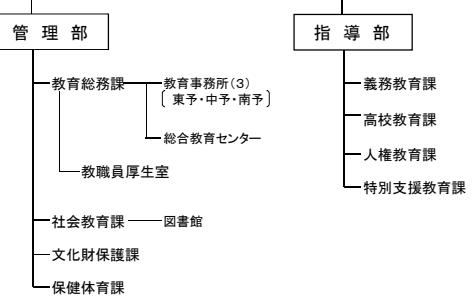 管理部
教育総務課
教育事務所(3)
〔東予・中予・南予〕
総合教育センター
教職員厚生室
社会教育課
図書館
文化財保護課
保健体育課
指導部
義務教育課
高校教育課
人権教育課
特別支援教育課